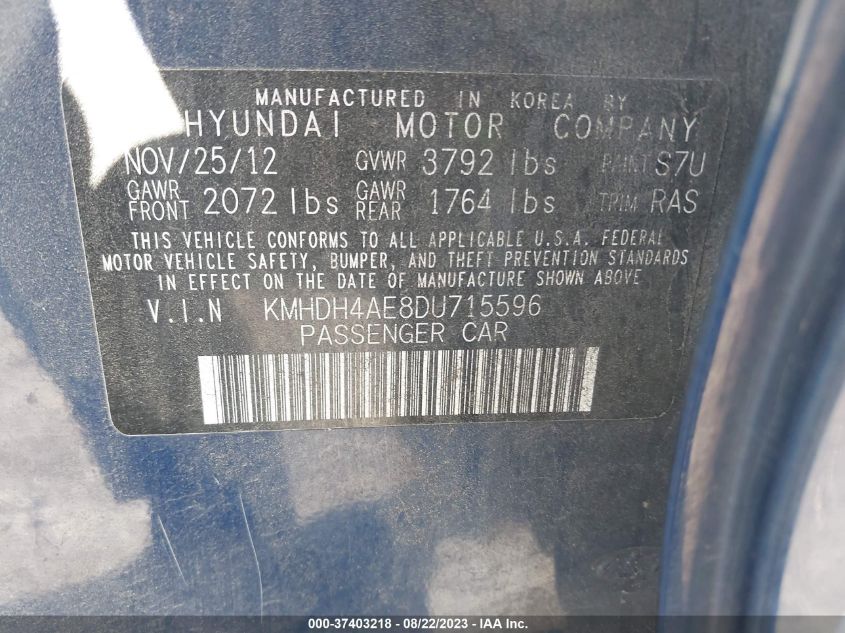 MANUFACTURED IN KOREA BY
HYUNDAI MOTOR COMPANY
NOV/25/12 GVWR 3792 lbs PAINT S7U
GAWR FRONT 2072 lbs GAWR REAR 1764 lbs TRIM RAS
THIS VEHICLE CONFORMS TO ALL APPLICABLE U.S.A. FEDERAL
MOTOR VEHICLE SAFETY, BUMPER, AND THEFT PREVENTION STANDARDS
IN EFFECT ON THE DATE OF MANUFACTURE SHOWN ABOVE
V.I.N KMHDH4AE8DU715596
PASSENGER CAR
000-37403218 - 08/22/2023 - IAA Inc.